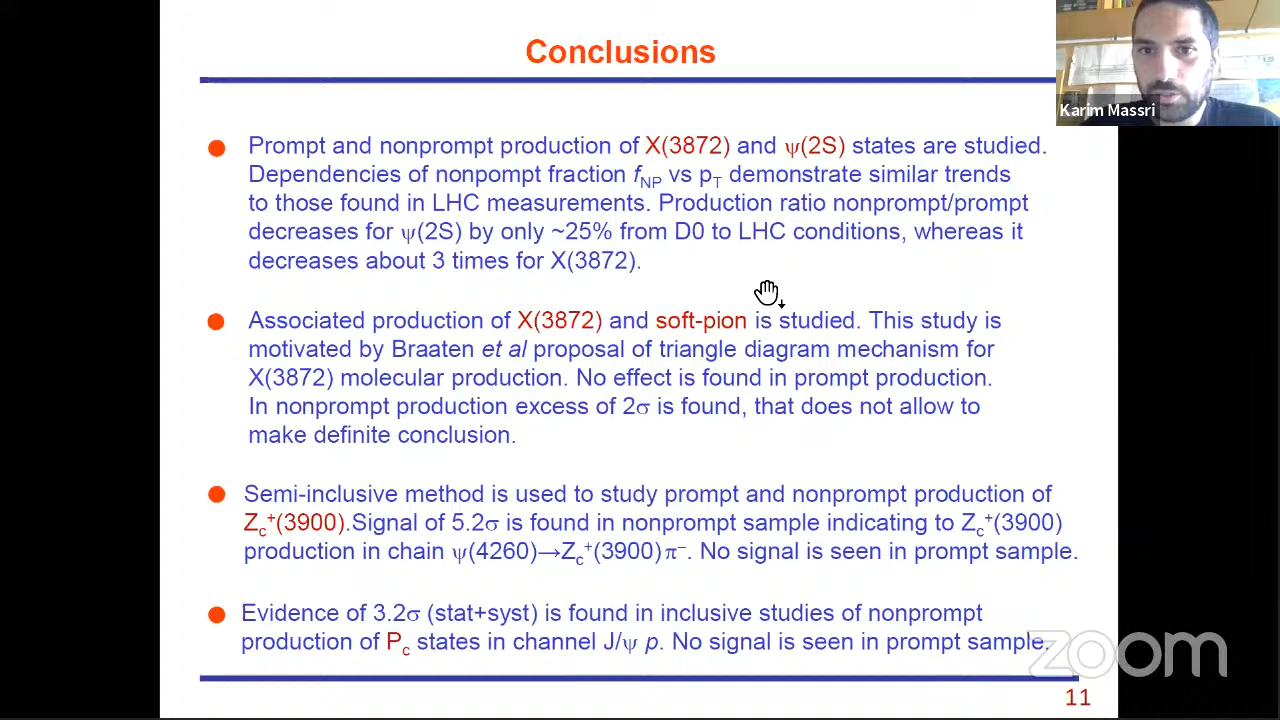 Conclusions
Karim Massri
Prompt and nonprompt production of X(3872) and ψ(2S) states are studied.
Dependencies of nonpompt fraction fNP vs pT demonstrate similar trends
to those found in LHC measurements. Production ratio nonprompt/prompt
decreases for ψ(2S) by only ~25% from D0 to LHC conditions, whereas it
decreases about 3 times for X(3872).
Associated production of X(3872) and soft-pion is studied. This study is
motivated by Braaten et al proposal of triangle diagram mechanism for
X(3872) molecular production. No effect is found in prompt production.
In nonprompt production excess of 2σ is found, that does not allow to
make definite conclusion.
Semi-inclusive method is used to study prompt and nonprompt production of
Zc+(3900).Signal of 5.2σ is found in nonprompt sample indicating to Zc+(3900)
production in chain ψ(4260)→Zc+(3900)π−. No signal is seen in prompt sample.
Evidence of 3.2σ (stat+syst) is found in inclusive studies of nonprompt
production of Pc states in channel J/ψ p. No signal is seen in prompt sample.
zoom
11